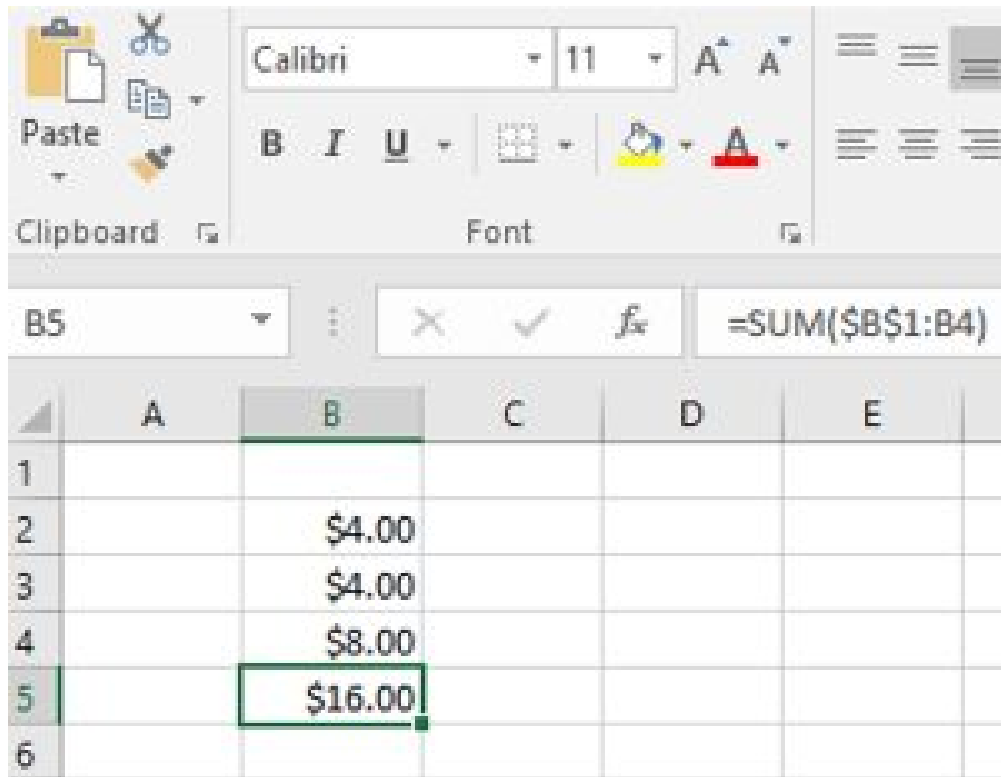 Calibri 11 A A
Paste B I U A
Clipboard Font
B5 fx =SUM($B$1:B4)
A B C D E
1
2 $4.00
3 $4.00
4 $8.00
5 $16.00
6